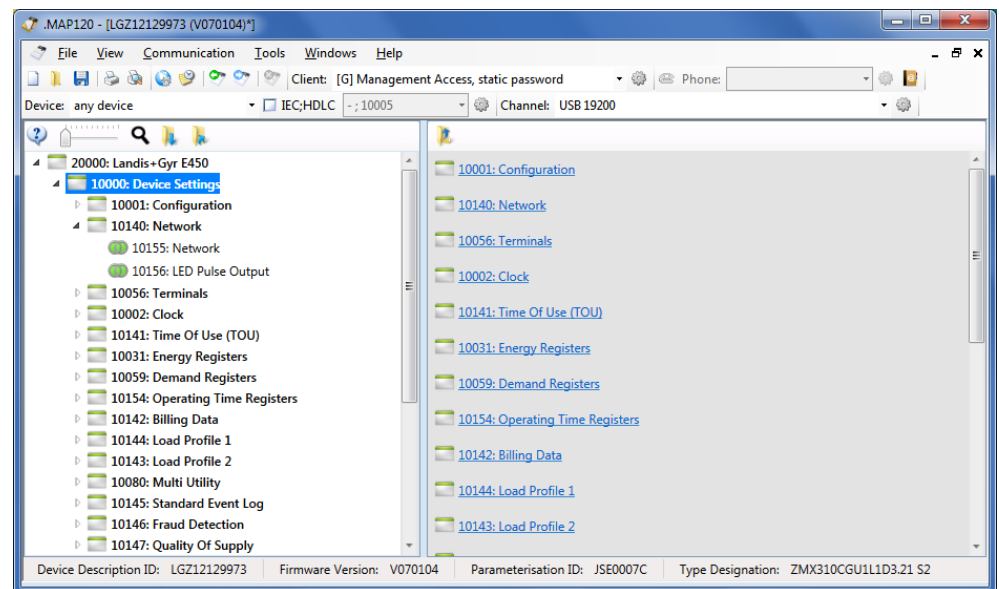 .MAP120 - [LGZ12129973 (V070104)*]
File View Communication Tools Windows Help
Client: [G] Management Access, static password Phone:
Device: any device IEC;HDLC - ; 10005 Channel: USB 19200
20000: Landis+Gyr E450
10000: Device Settings
10001: Configuration
10140: Network
10155: Network
10156: LED Pulse Output
10056: Terminals
10002: Clock
10141: Time Of Use (TOU)
10031: Energy Registers
10059: Demand Registers
10154: Operating Time Registers
10142: Billing Data
10144: Load Profile 1
10143: Load Profile 2
10080: Multi Utility
10145: Standard Event Log
10146: Fraud Detection
10147: Quality Of Supply
10001: Configuration
10140: Network
10056: Terminals
10002: Clock
10141: Time Of Use (TOU)
10031: Energy Registers
10059: Demand Registers
10154: Operating Time Registers
10142: Billing Data
10144: Load Profile 1
10143: Load Profile 2
Device Description ID: LGZ12129973 Firmware Version: V070104 Parameterisation ID: JSE0007C Type Designation: ZMX310CGU1L1D3.21 S2